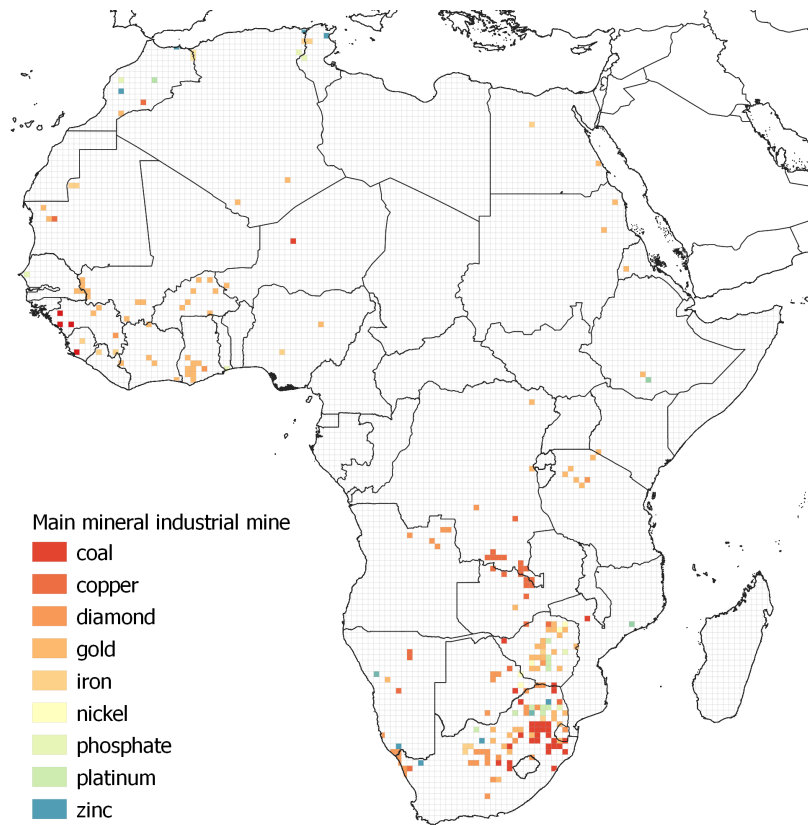 Main mineral industrial mine
coal
copper
diamond
gold
iron
nickel
phosphate
platinum
zinc